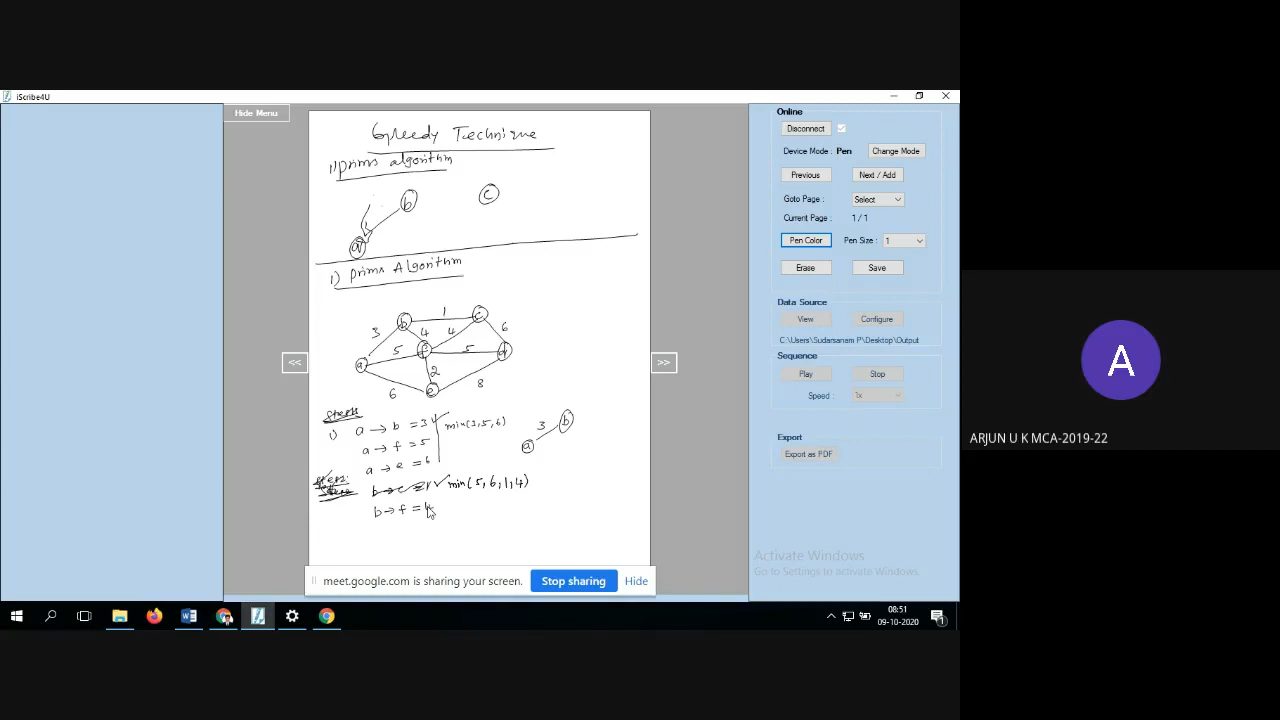 iScribe4U
Hide Menu
Greedy Technique
1) prims algorithm
b
c
a
1) prims Algorithm
1
b
c
3
4
4
6
5
f
5
d
a
2
6
e
8
Steps
1) a → b = 3 ✓ min(3,5,6)
a → f = 5
a → e = 6
3
b
a
Step2:
b → c = 1 ✓ min(5,6,1,4)
b → f = 4
<<
>>
Online
Disconnect
Device Mode : Pen
Change Mode
Previous
Next / Add
Goto Page :
Select
Current Page :
1 / 1
Pen Color
Pen Size :
1
Erase
Save
Data Source
View
Configure
C:\Users\Sudarsanam P\Desktop\Output
Sequence
Play
Stop
Speed :
1x
Export
Export as PDF
Activate Windows
Go to Settings to activate Windows.
meet.google.com is sharing your screen.
Stop sharing
Hide
08:51
09-10-2020
1
A
ARJUN U K MCA-2019-22